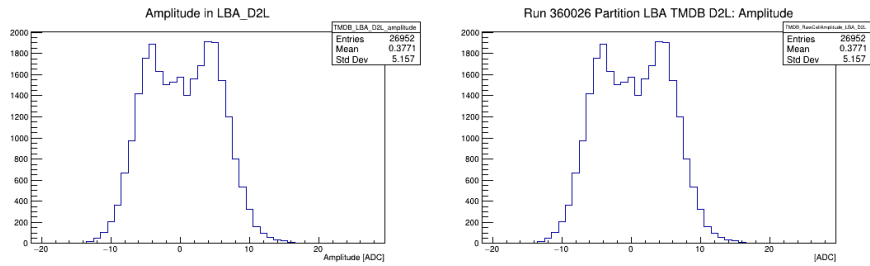 Amplitude in LBA_D2L
TMDB_LBA_D2L_amplitude
Entries 26952
Mean 0.3771
Std Dev 5.157
2000
1800
1600
1400
1200
1000
800
600
400
200
0
−20 −10 0 10 20
Amplitude [ADC]
Run 360026 Partition LBA TMDB D2L: Amplitude
TMDB_RawCellAmplitude_LBA_D2L
Entries 26952
Mean 0.3771
Std Dev 5.157
2000
1800
1600
1400
1200
1000
800
600
400
200
0
−20 −10 0 10 20
[ADC]